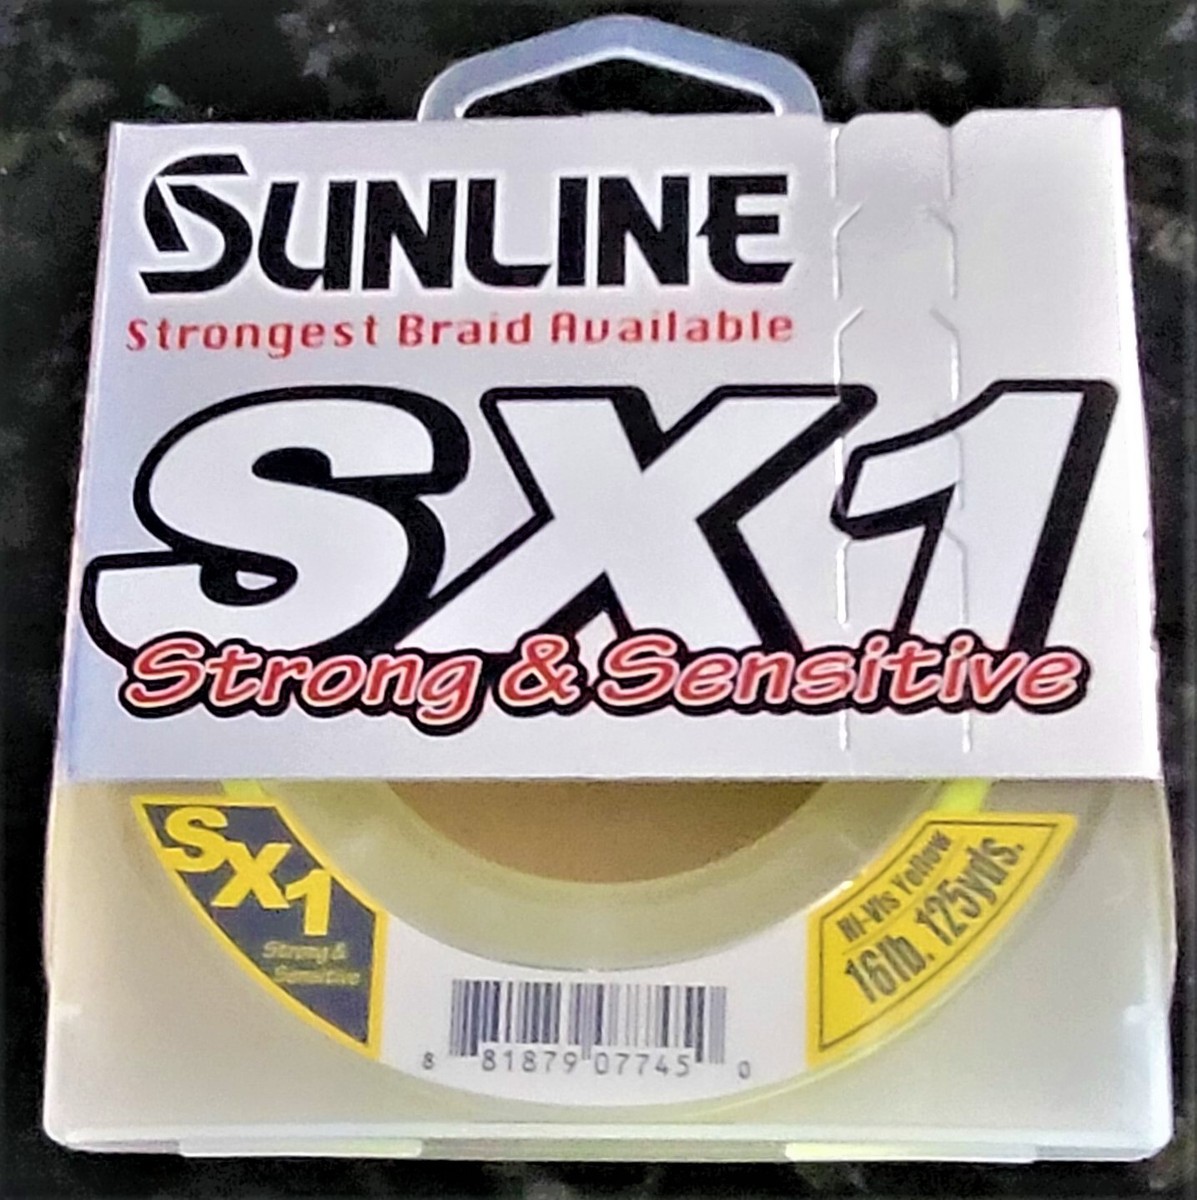 SUNLINE
Strongest Braid Available
SX1
Strong & Sensitive
SX1
Strong &
Sensitive
Hi-Vis Yellow
16lb. 125yds.
8 81879 07745 0